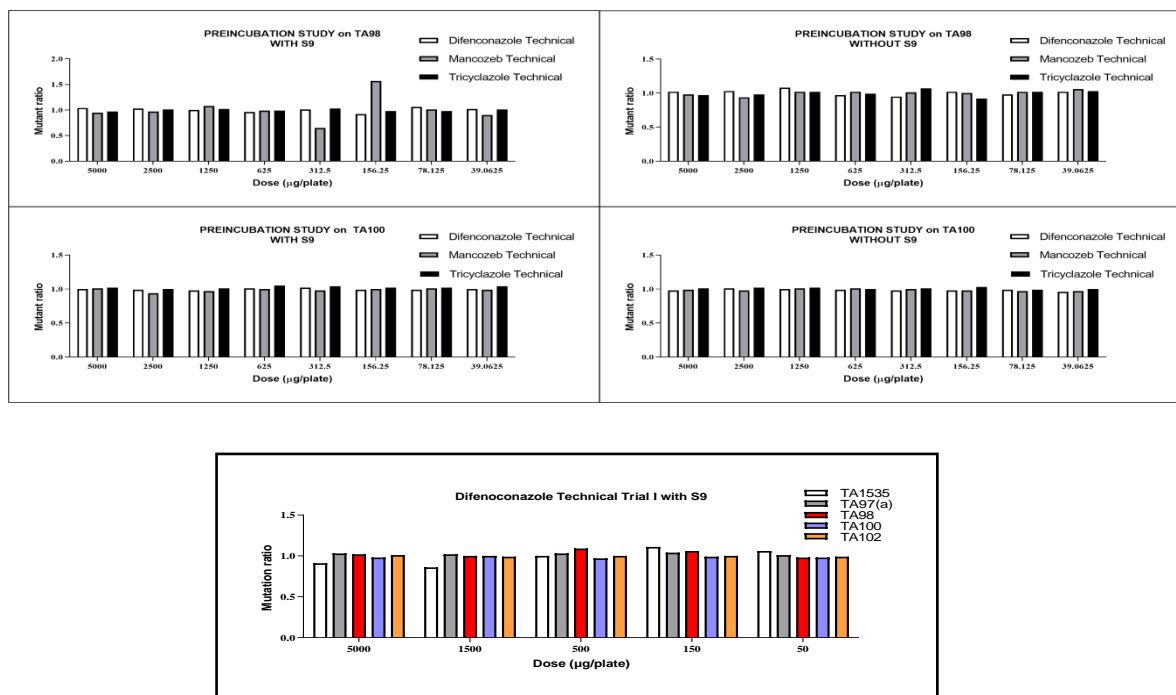 PREINCUBATION STUDY on TA98
WITH S9
Difenconazole Technical
Mancozeb Technical
Tricyclazole Technical
Mutant ratio
2.0
1.5
1.0
0.5
0.0
5000 2500 1250 625 312.5 156.25 78.125 39.0625
Dose (μg/plate)
PREINCUBATION STUDY on TA98
WITHOUT S9
Difenconazole Technical
Mancozeb Technical
Tricyclazole Technical
Mutant ratio
1.5
1.0
0.5
0.0
5000 2500 1250 625 312.5 156.25 78.125 39.0625
Dose (μg/plate)
PREINCUBATION STUDY on TA100
WITH S9
Difenconazole Technical
Mancozeb Technical
Tricyclazole Technical
Mutant ratio
1.5
1.0
0.5
0.0
5000 2500 1250 625 312.5 156.25 78.125 39.0625
Dose (μg/plate)
PREINCUBATION STUDY on TA100
WITHOUT S9
Difenconazole Technical
Mancozeb Technical
Tricyclazole Technical
Mutant ratio
1.5
1.0
0.5
0.0
5000 2500 1250 625 312.5 156.25 78.125 39.0625
Dose (μg/plate)
Difenoconazole Technical Trial I with S9
TA1535
TA97(a)
TA98
TA100
TA102
Mutation ratio
1.5
1.0
0.5
0.0
5000 1500 500 150 50
Dose (μg/plate)